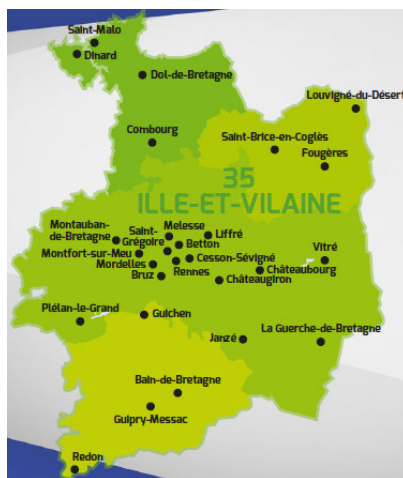 Saint-Malo
Dinard
Dol-de-Bretagne
Louvigné-du-Désert
Combourg
Saint-Brice-en-Coglès
Fougères
35
ILLE-ET-VILAINE
Montauban-
de-Bretagne
Saint-
Grégoire
Melesse
Liffré
Betton
Montfort-sur-Meu
Cesson-Sévigné
Vitré
Mordelles
Rennes
Châteaubourg
Bruz
Châteaugiron
Plélan-le-Grand
Guichen
Janzé
La Guerche-de-Bretagne
Bain-de-Bretagne
Guipry-Messac
Redon